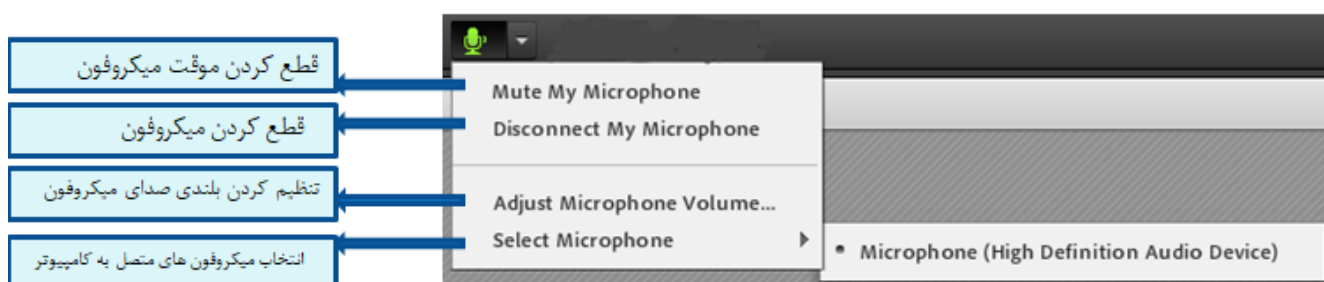 قطع کردن موقت میکروفون
Mute My Microphone
قطع کردن میکروفون
Disconnect My Microphone
تنظیم کردن بلندی صدای میکروفون
Adjust Microphone Volume...
انتخاب میکروفون های متصل به کامپیوتر
Select Microphone
Microphone (High Definition Audio Device)